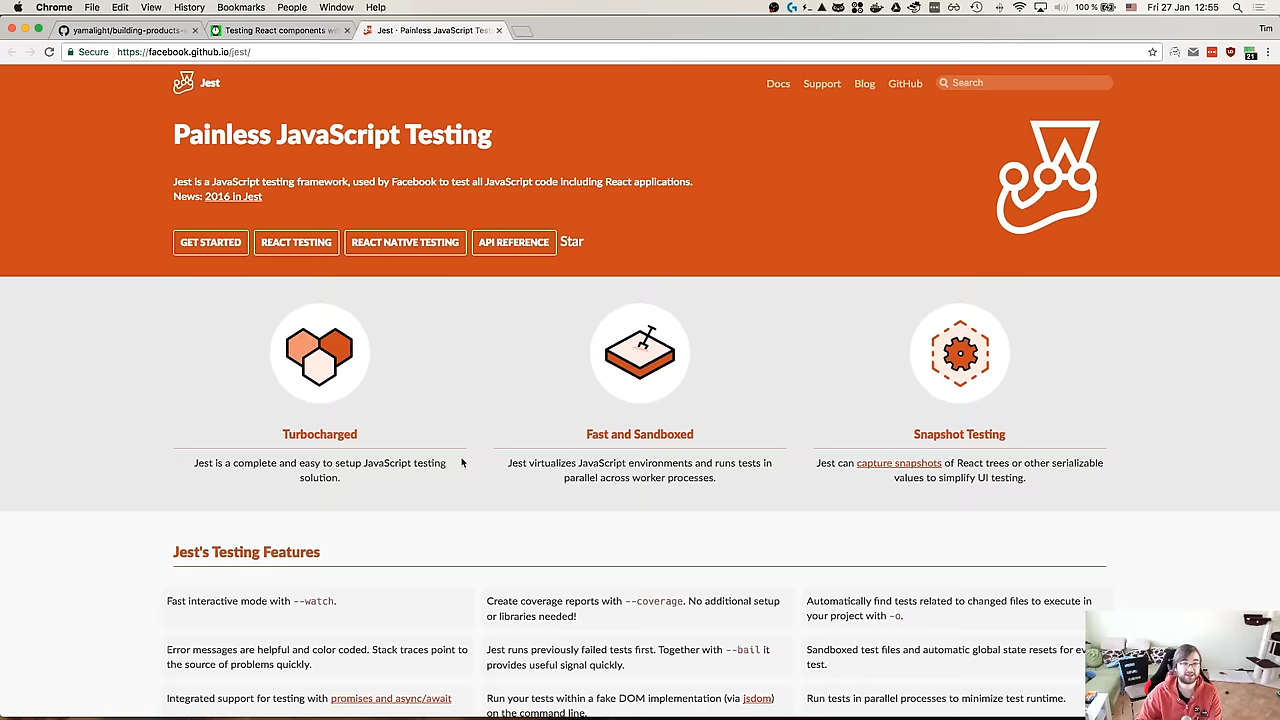 Chrome File Edit View History Bookmarks People Window Help
100 % Fri 27 Jan 12:55
yamalight/building-products-
Testing React components wi
Jest · Painless JavaScript Test
Tim
Secure https://facebook.github.io/jest/
21
Jest
Docs Support Blog GitHub Search
Painless JavaScript Testing
Jest is a JavaScript testing framework, used by Facebook to test all JavaScript code including React applications.
News: 2016 in Jest
GET STARTED REACT TESTING REACT NATIVE TESTING API REFERENCE Star
Turbocharged
Jest is a complete and easy to setup JavaScript testing
solution.
Fast and Sandboxed
Jest virtualizes JavaScript environments and runs tests in
parallel across worker processes.
Snapshot Testing
Jest can capture snapshots of React trees or other serializable
values to simplify UI testing.
Jest's Testing Features
Fast interactive mode with --watch.
Create coverage reports with --coverage. No additional setup
or libraries needed!
Automatically find tests related to changed files to execute in
your project with -o.
Error messages are helpful and color coded. Stack traces point to
the source of problems quickly.
Jest runs previously failed tests first. Together with --bail it
provides useful signal quickly.
Sandboxed test files and automatic global state resets for ev
test.
Integrated support for testing with promises and async/await
Run your tests within a fake DOM implementation (via jsdom)
on the command line.
Run tests in parallel processes to minimize test runtime.